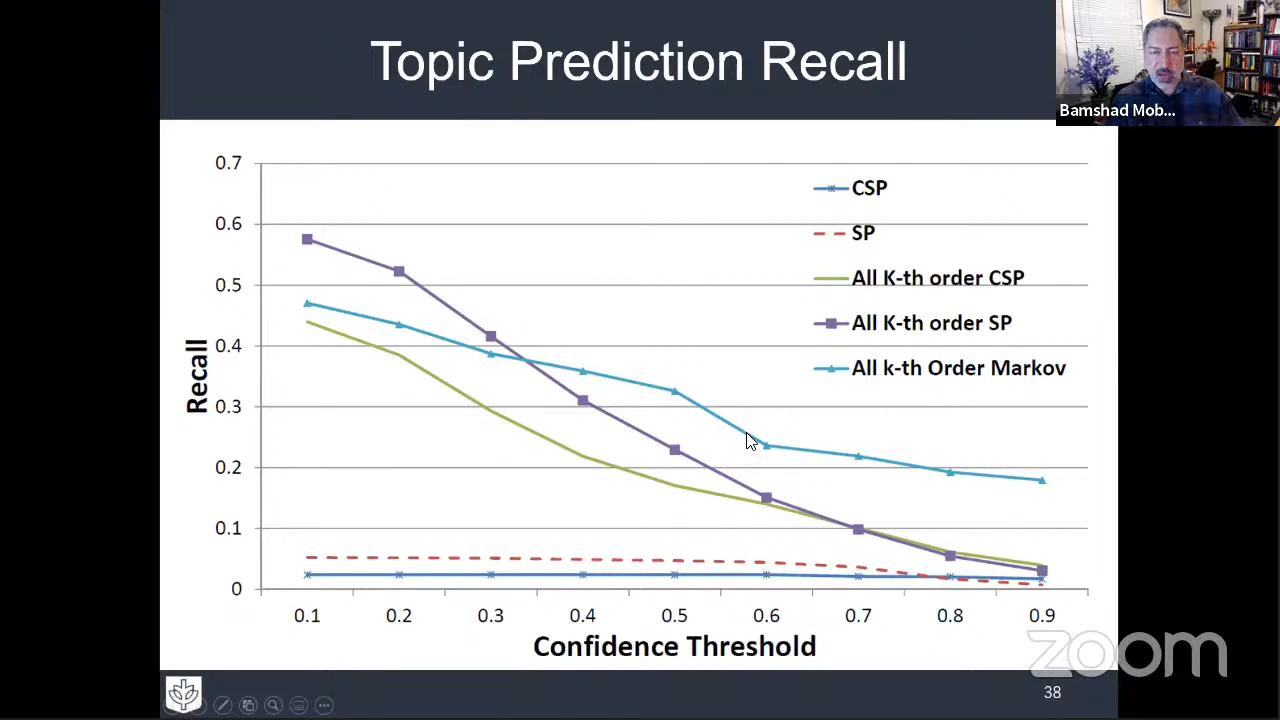 Topic Prediction Recall
Bamshad Mob...
0.7
0.6
0.5
0.4
0.3
0.2
0.1
0
Recall
CSP
SP
All K-th order CSP
All K-th order SP
All k-th Order Markov
0.1 0.2 0.3 0.4 0.5 0.6 0.7 0.8 0.9
Confidence Threshold
zoom
38